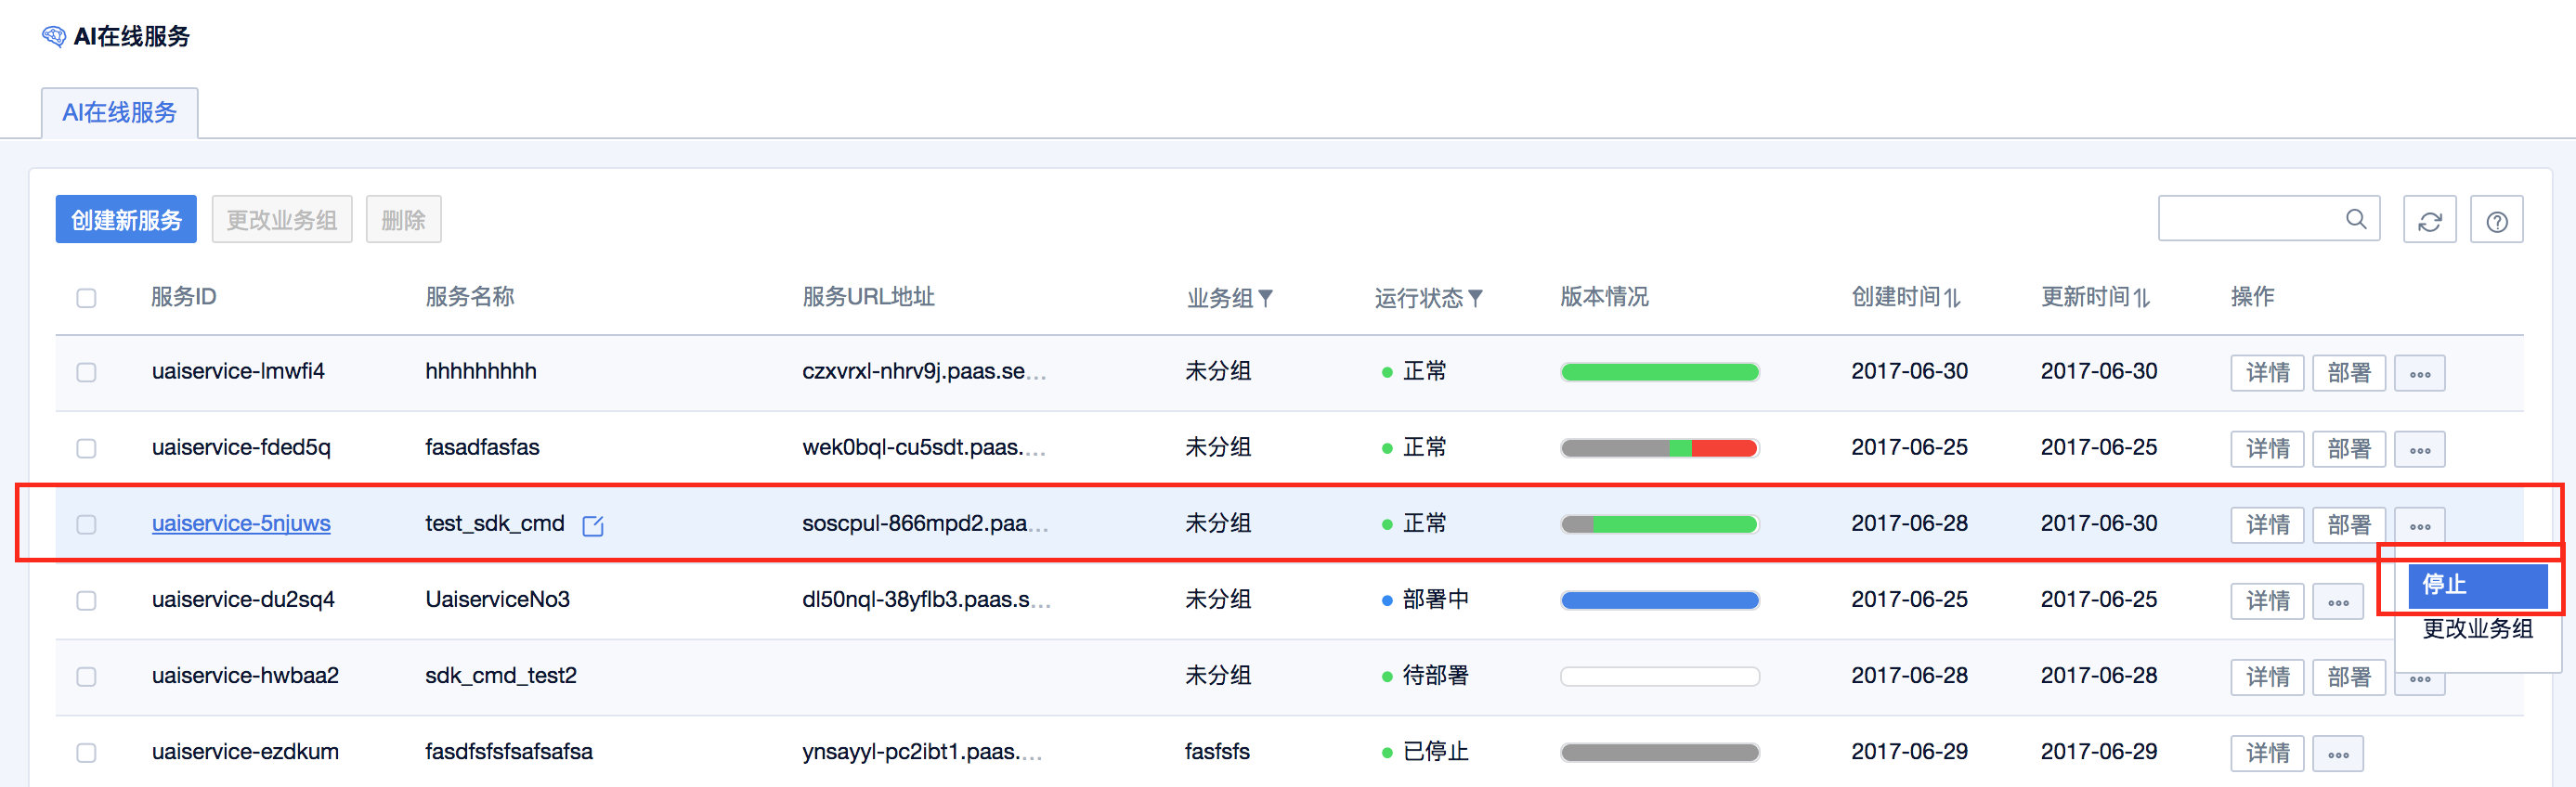 AI在线服务
AI在线服务
创建新服务 更改业务组 删除
服务ID 服务名称 服务URL地址 业务组 运行状态 版本情况 创建时间 更新时间 操作
uaiservice-lmwfi4 hhhhhhhhh czxvrxl-nhrv9j.paas.se... 未分组 正常 2017-06-30 2017-06-30 详情 部署
uaiservice-fded5q fasadfasfas wek0bql-cu5sdt.paas.... 未分组 正常 2017-06-25 2017-06-25 详情 部署
uaiservice-5njuws test_sdk_cmd soscpul-866mpd2.paa... 未分组 正常 2017-06-28 2017-06-30 详情 部署
停止
uaiservice-du2sq4 UaiserviceNo3 dl50nql-38yflb3.paas.s... 未分组 部署中 2017-06-25 2017-06-25 详情
更改业务组
uaiservice-hwbaa2 sdk_cmd_test2 未分组 待部署 2017-06-28 2017-06-28 详情 部署
uaiservice-ezdkum fasdfsfsfsafsafsa ynsayyl-pc2ibt1.paas.... fasfsfs 已停止 2017-06-29 2017-06-29 详情